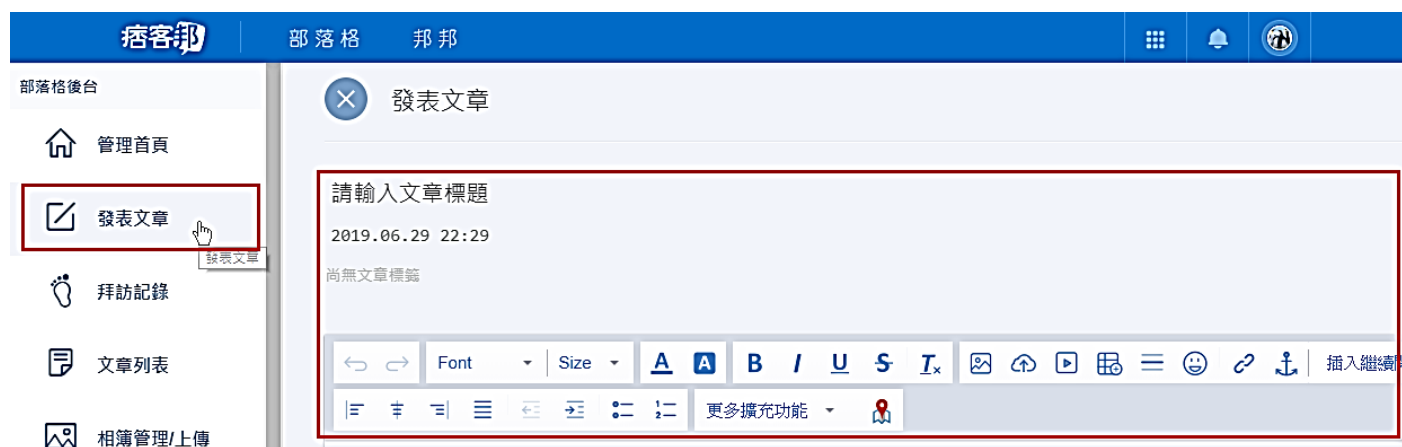 痞客邦
部落格 邦邦
部落格後台
管理首頁
發表文章
發表文章
拜訪記錄
文章列表
相簿管理/上傳
發表文章
請輸入文章標題
2019.06.29 22:29
尚無文章標籤
Font Size A A B I U S Tx 插入繼續
更多擴充功能